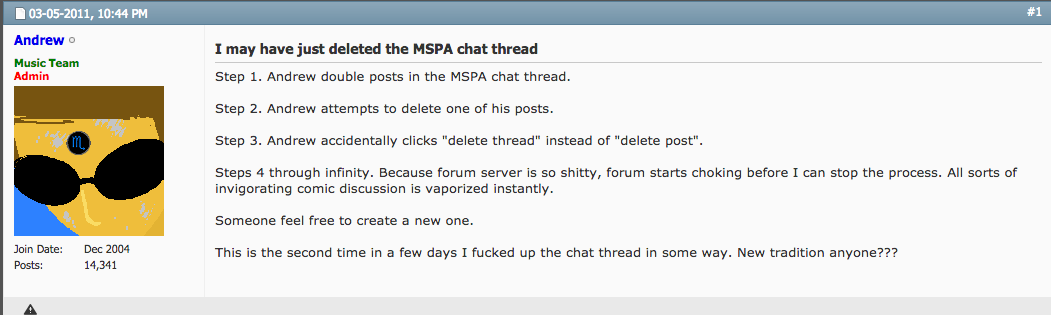 03-05-2011, 10:44 PM
#1
Andrew
Music Team
Admin
♏
Join Date: Dec 2004
Posts: 14,341
I may have just deleted the MSPA chat thread
Step 1. Andrew double posts in the MSPA chat thread.
Step 2. Andrew attempts to delete one of his posts.
Step 3. Andrew accidentally clicks "delete thread" instead of "delete post".
Steps 4 through infinity. Because forum server is so shitty, forum starts choking before I can stop the process. All sorts of
invigorating comic discussion is vaporized instantly.
Someone feel free to create a new one.
This is the second time in a few days I fucked up the chat thread in some way. New tradition anyone???